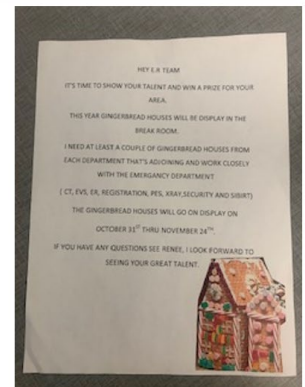 HEY E.R TEAM
IT'S TIME TO SHOW YOUR TALENT AND WIN A PRIZE FOR YOUR
AREA.
THIS YEAR GINGERBREAD HOUSES WILL BE DISPLAY IN THE
BREAK ROOM.
I NEED AT LEAST A COUPLE OF GINGERBREAD HOUSES FROM
EACH DEPARTMENT THAT'S ADJOINING AND WORK CLOSELY
WITH THE EMERGANCY DEPARTMENT
( CT, EVS, ER, REGISTRATION, PES, XRAY,SECURITY AND SISIRT)
THE GINGERBREAD HOUSES WILL GO ON DISPLAY ON
OCTOBER 31ST THRU NOVEMBER 24TH.
IF YOU HAVE ANY QUESTIONS SEE RENEE, I LOOK FORWARD TO
SEEING YOUR GREAT TALENT.